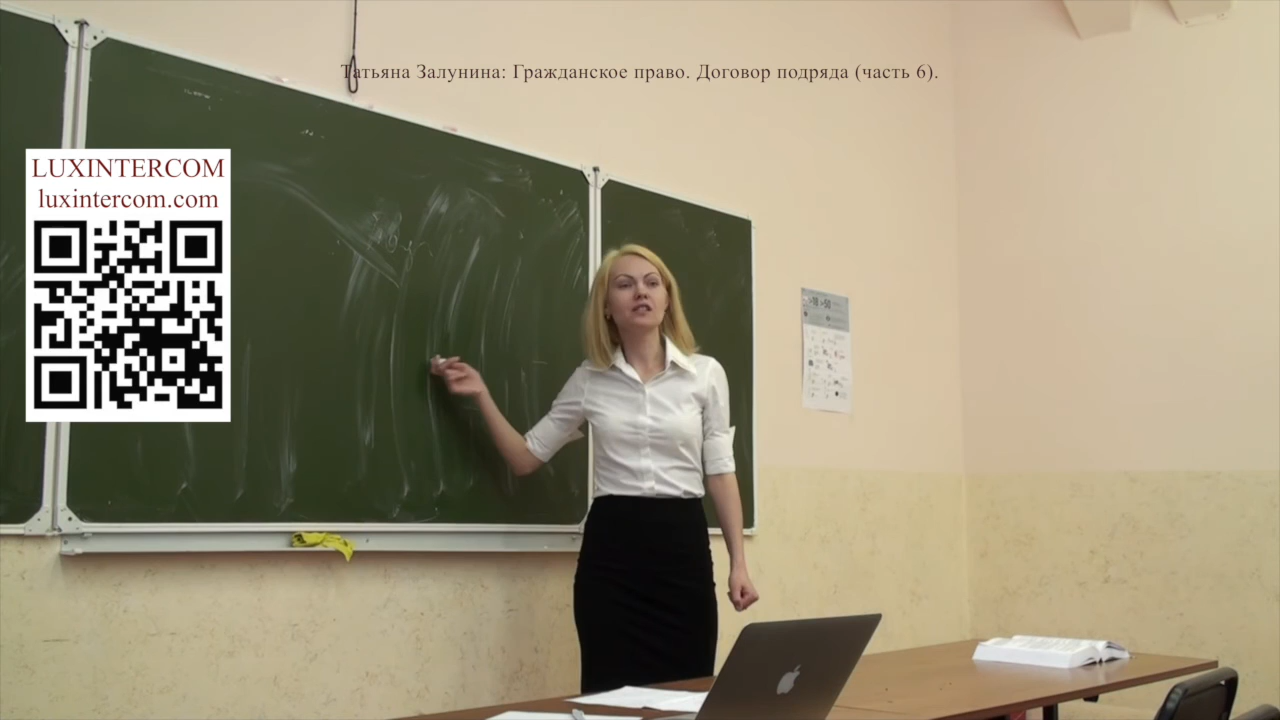 Татьяна Залунина: Гражданское право. Договор подряда (часть 6).
LUXINTERCOM
luxintercom.com